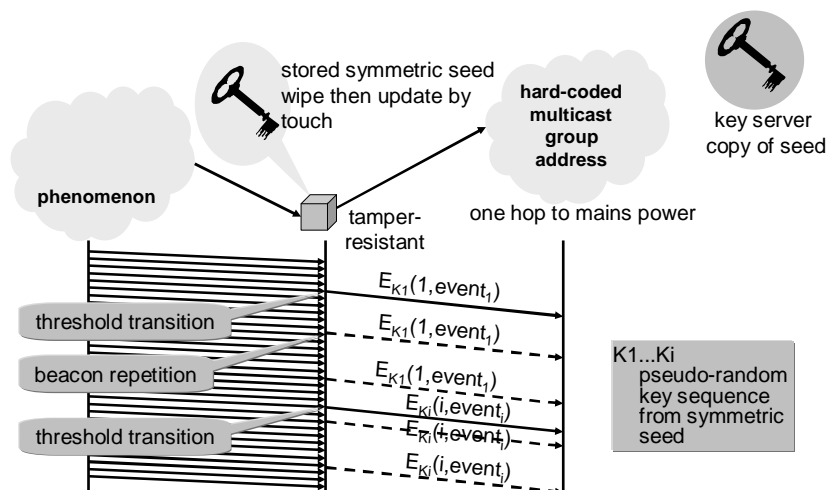 stored symmetric seed
wipe then update by
touch
hard-coded
multicast
group
address
key server
copy of seed
phenomenon
tamper-
resistant
one hop to mains power
E_K1(1,event_1)
threshold transition
E_K1(1,event_1)
beacon repetition
E_K1(1,event_1)
E_Ki(i,event_i)
threshold transition
E_Ki(i,event_i)
E_Ki(i,event_i)
K1...Ki
pseudo-random
key sequence
from symmetric
seed